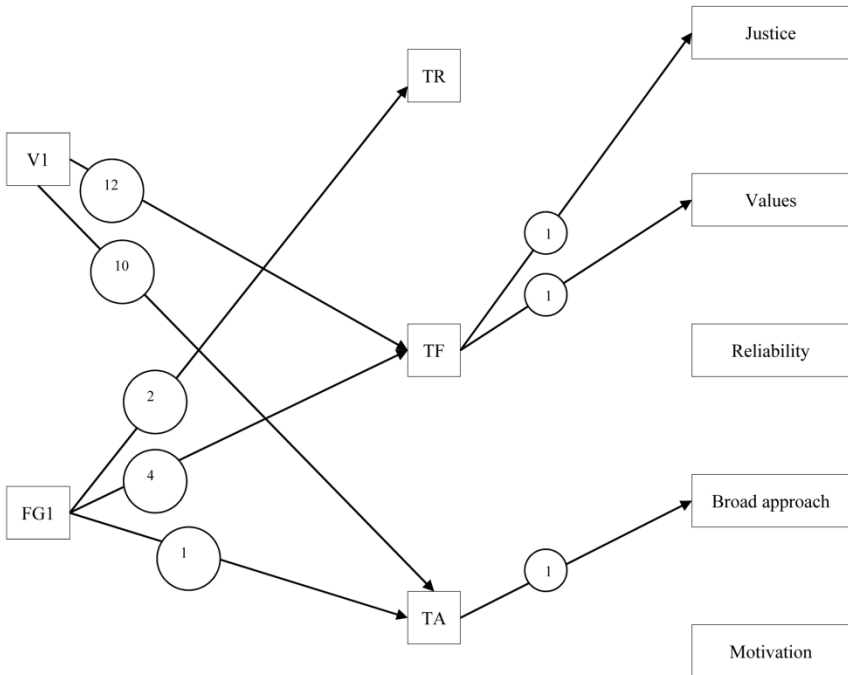 Justice
TR
V1
12
Values
10
1
1
TF
Reliability
2
4
FG1
Broad approach
1
1
TA
Motivation